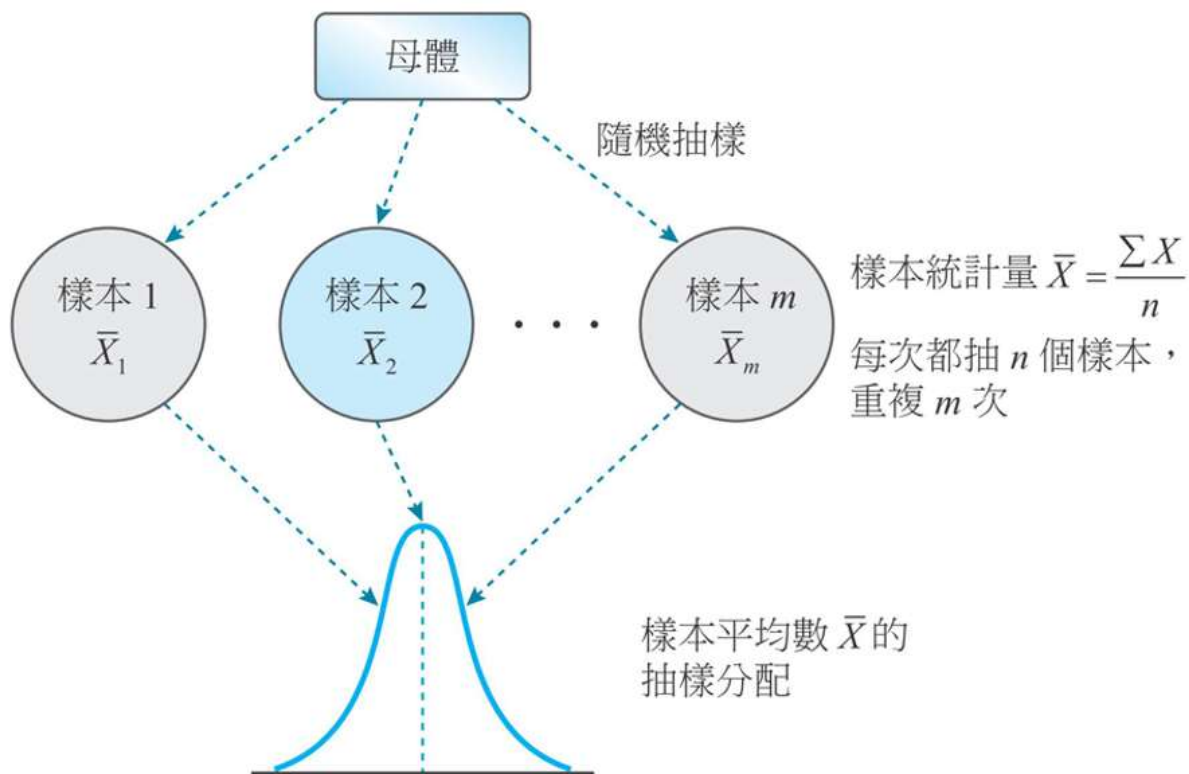 母體
隨機抽樣
樣本 1
X̄₁
樣本 2
X̄₂
· · ·
樣本 m
X̄ₘ
樣本統計量 X̄ = ∑X / n
每次都抽 n 個樣本，
重複 m 次
樣本平均數 X̄ 的
抽樣分配